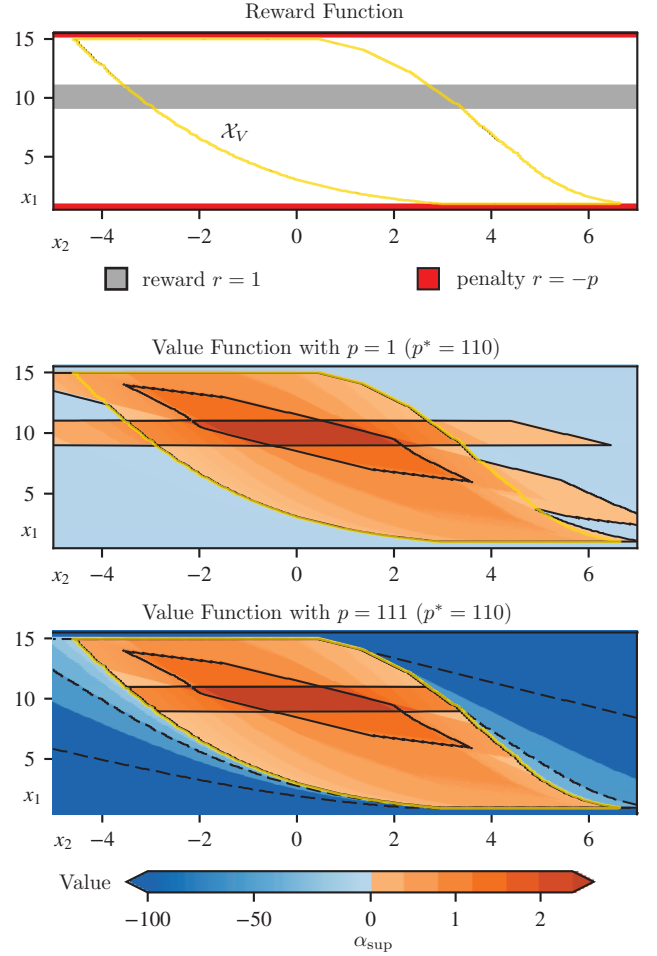 Reward Function
15
10
5
x₁
𝒳_V
x₂ −4 −2 0 2 4 6
reward r = 1 penalty r = −p
Value Function with p = 1 (p* = 110)
15
10
5
x₁
x₂ −4 −2 0 2 4 6
Value Function with p = 111 (p* = 110)
15
10
5
x₁
x₂ −4 −2 0 2 4 6
Value
−100 −50 0 1 2
α_sup